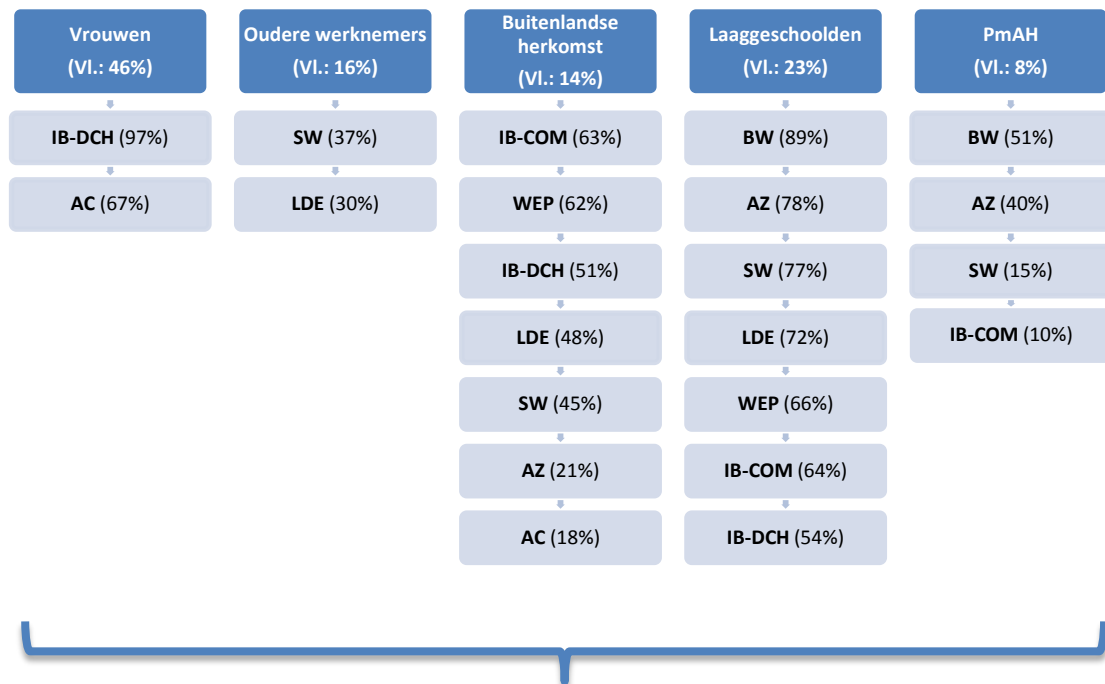 Vrouwen
(Vl.: 46%)
IB-DCH (97%)
AC (67%)
Oudere werknemers
(Vl.: 16%)
SW (37%)
LDE (30%)
Buitenlandse
herkomst
(Vl.: 14%)
IB-COM (63%)
WEP (62%)
IB-DCH (51%)
LDE (48%)
SW (45%)
AZ (21%)
AC (18%)
Laaggeschoolden
(Vl.: 23%)
BW (89%)
AZ (78%)
SW (77%)
LDE (72%)
WEP (66%)
IB-COM (64%)
IB-DCH (54%)
PmAH
(Vl.: 8%)
BW (51%)
AZ (40%)
SW (15%)
IB-COM (10%)